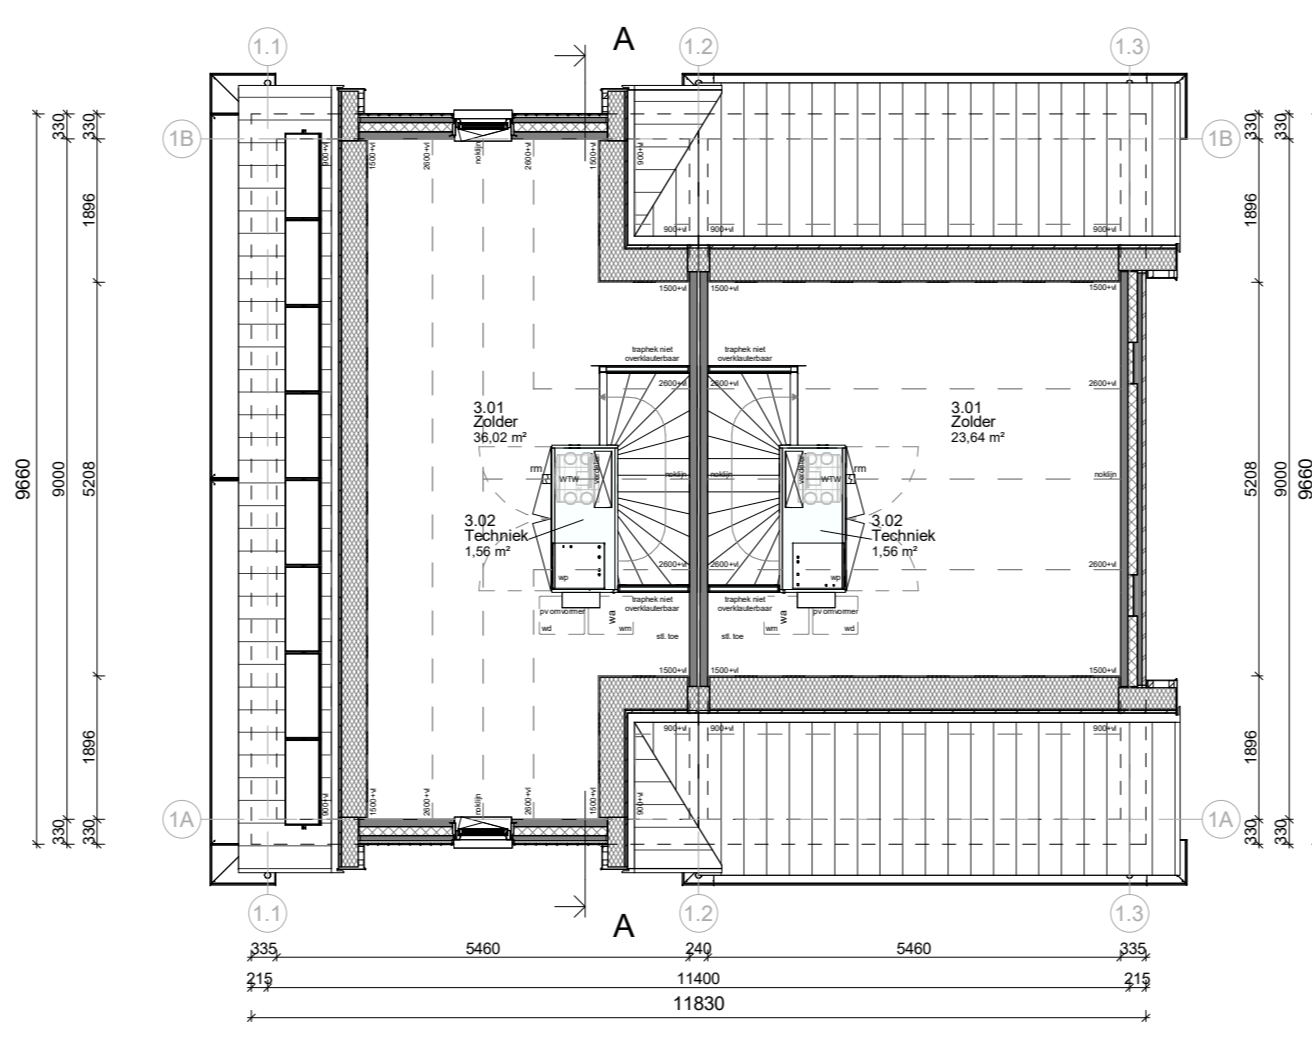 1.1
A
1.2
1.3
330
330
330
330
1B
1B
900+vl
1500+vl
2600+vl
noklijn
2600+vl
1500+vl
900+vl
1896
1896
900+vl
900+vl
900+vl
1500+vl
1500+vl
1500+vl
traphek niet
overklauterbaar
traphek niet
overklauterbaar
2600+vl
2600+vl
2600+vl
3.01
Zolder
36,02 m²
3.01
Zolder
23,64 m²
9660
9000
5208
5208
9000
9660
rm
WTW
verdeler
noklijn
noklijn
verdeler
WTW
rm
noklijn
3.02
Techniek
1,56 m²
3.02
Techniek
1,56 m²
2600+vl
2600+vl
2600+vl
wp
wp
pv omvormer
traphek niet
overklauterbaar
traphek niet
overklauterbaar
pv omvormer
wd
wm
wa
stl. toe
stl. toe
wa
wm
wd
1500+vl
1500+vl
1500+vl
900+vl
900+vl
900+vl
1896
1896
900+vl
1500+vl
2600+vl
noklijn
2600+vl
1500+vl
900+vl
1A
1A
330
330
330
330
1.1
A
1.2
1.3
335
5460
240
5460
335
215
11400
215
11830